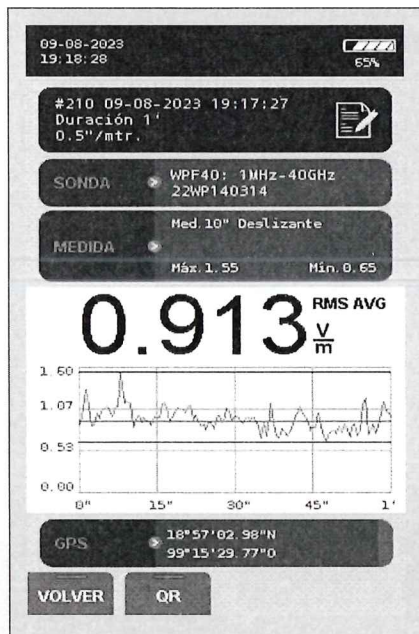 09-08-2023
19:18:28
65%
#210 09-08-2023 19:17:27
Duración 1'
0.5"/mtr.
SONDA
WPF40: 1MHz-40GHz
22WP140314
MEDIDA
Med.10" Deslizante
Máx.1.55 Mín.0.65
0.913 RMS AVG
V/m
1.60
1.07
0.53
0.00
0" 15" 30" 45" 1'
GPS
18°57'02.98"N
99°15'29.77"O
VOLVER QR